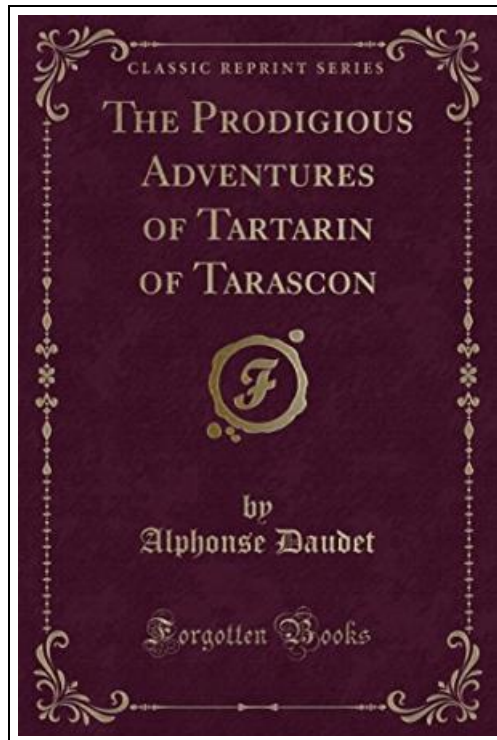 CLASSIC REPRINT SERIES
THE PRODIGIOUS
ADVENTURES
OF TARTARIN
OF TARASCON
F
by
Alphonse Daudet
Forgotten Books